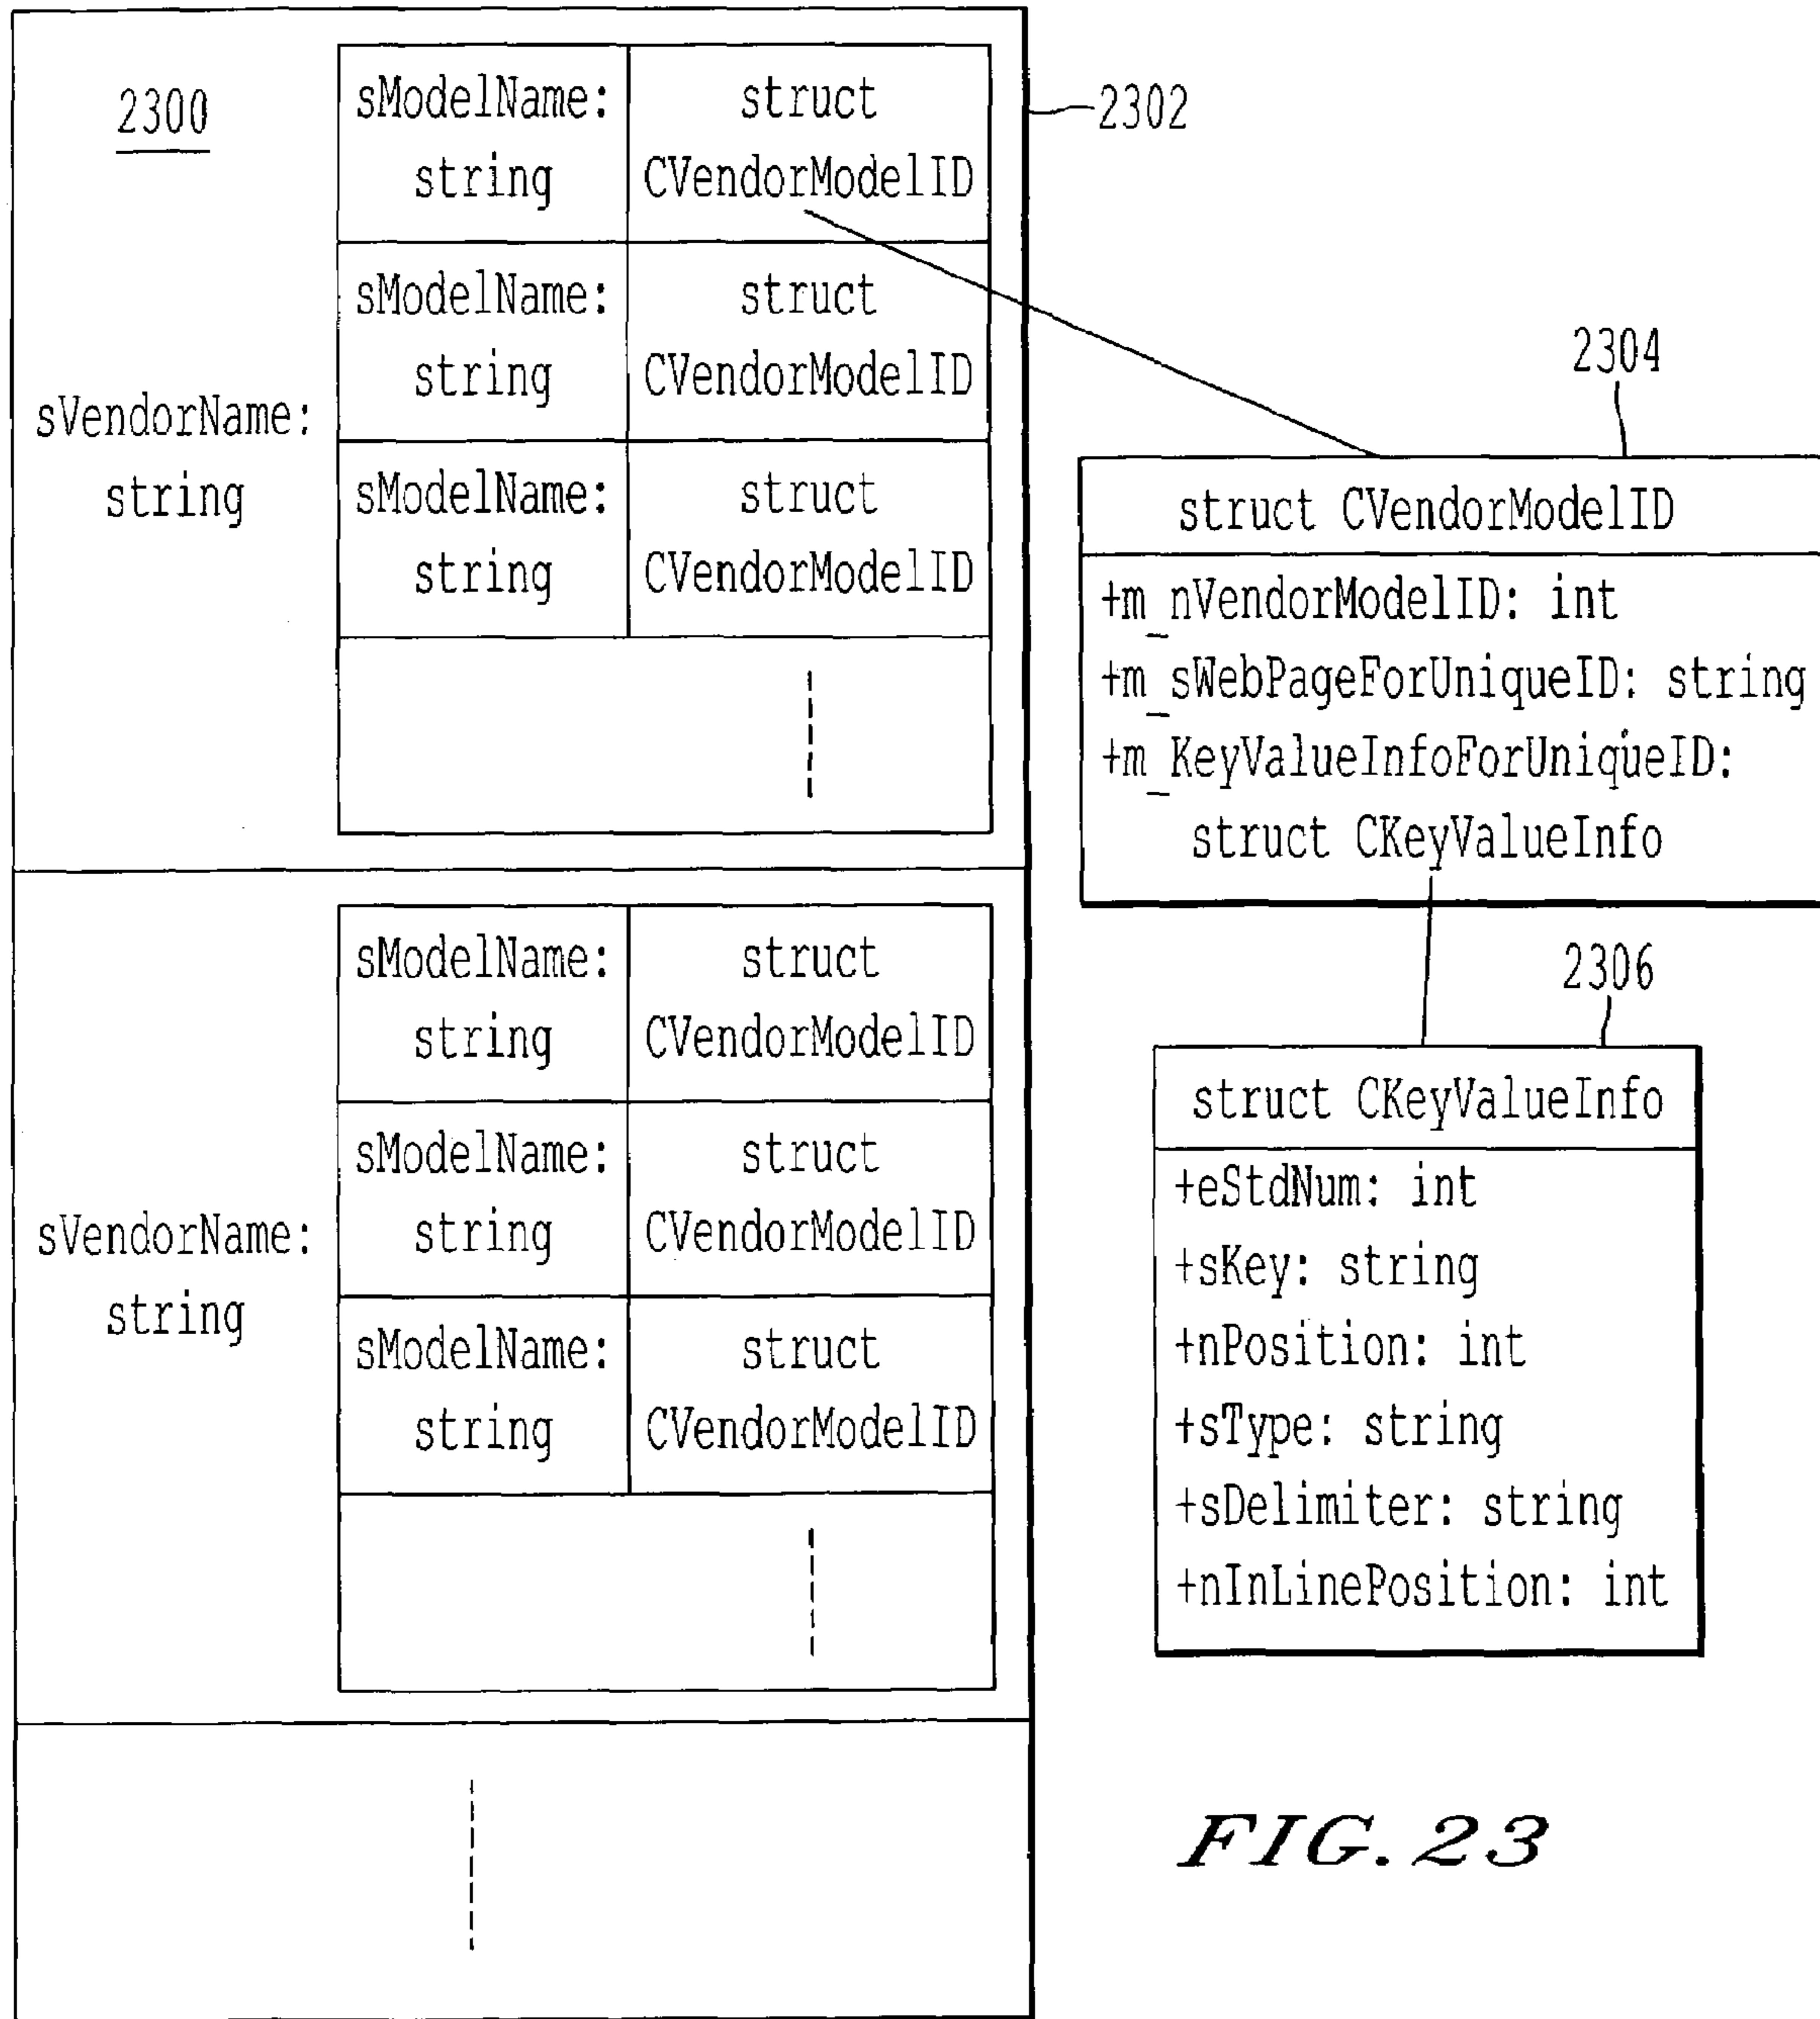 2300
sVendorName:
string
sModelName:
string
struct
CVendorModelID
sModelName:
string
struct
CVendorModelID
sModelName:
string
struct
CVendorModelID
2302
sVendorName:
string
sModelName:
string
struct
CVendorModelID
sModelName:
string
struct
CVendorModelID
sModelName:
string
struct
CVendorModelID
2304
struct CVendorModelID
+m_nVendorModelID: int
+m_sWebPageForUniqueID: string
+m_KeyValueInfoForUniqueID:
struct CKeyValueInfo
2306
struct CKeyValueInfo
+eStdNum: int
+sKey: string
+nPosition: int
+sType: string
+sDelimiter: string
+nInLinePosition: int
FIG. 23